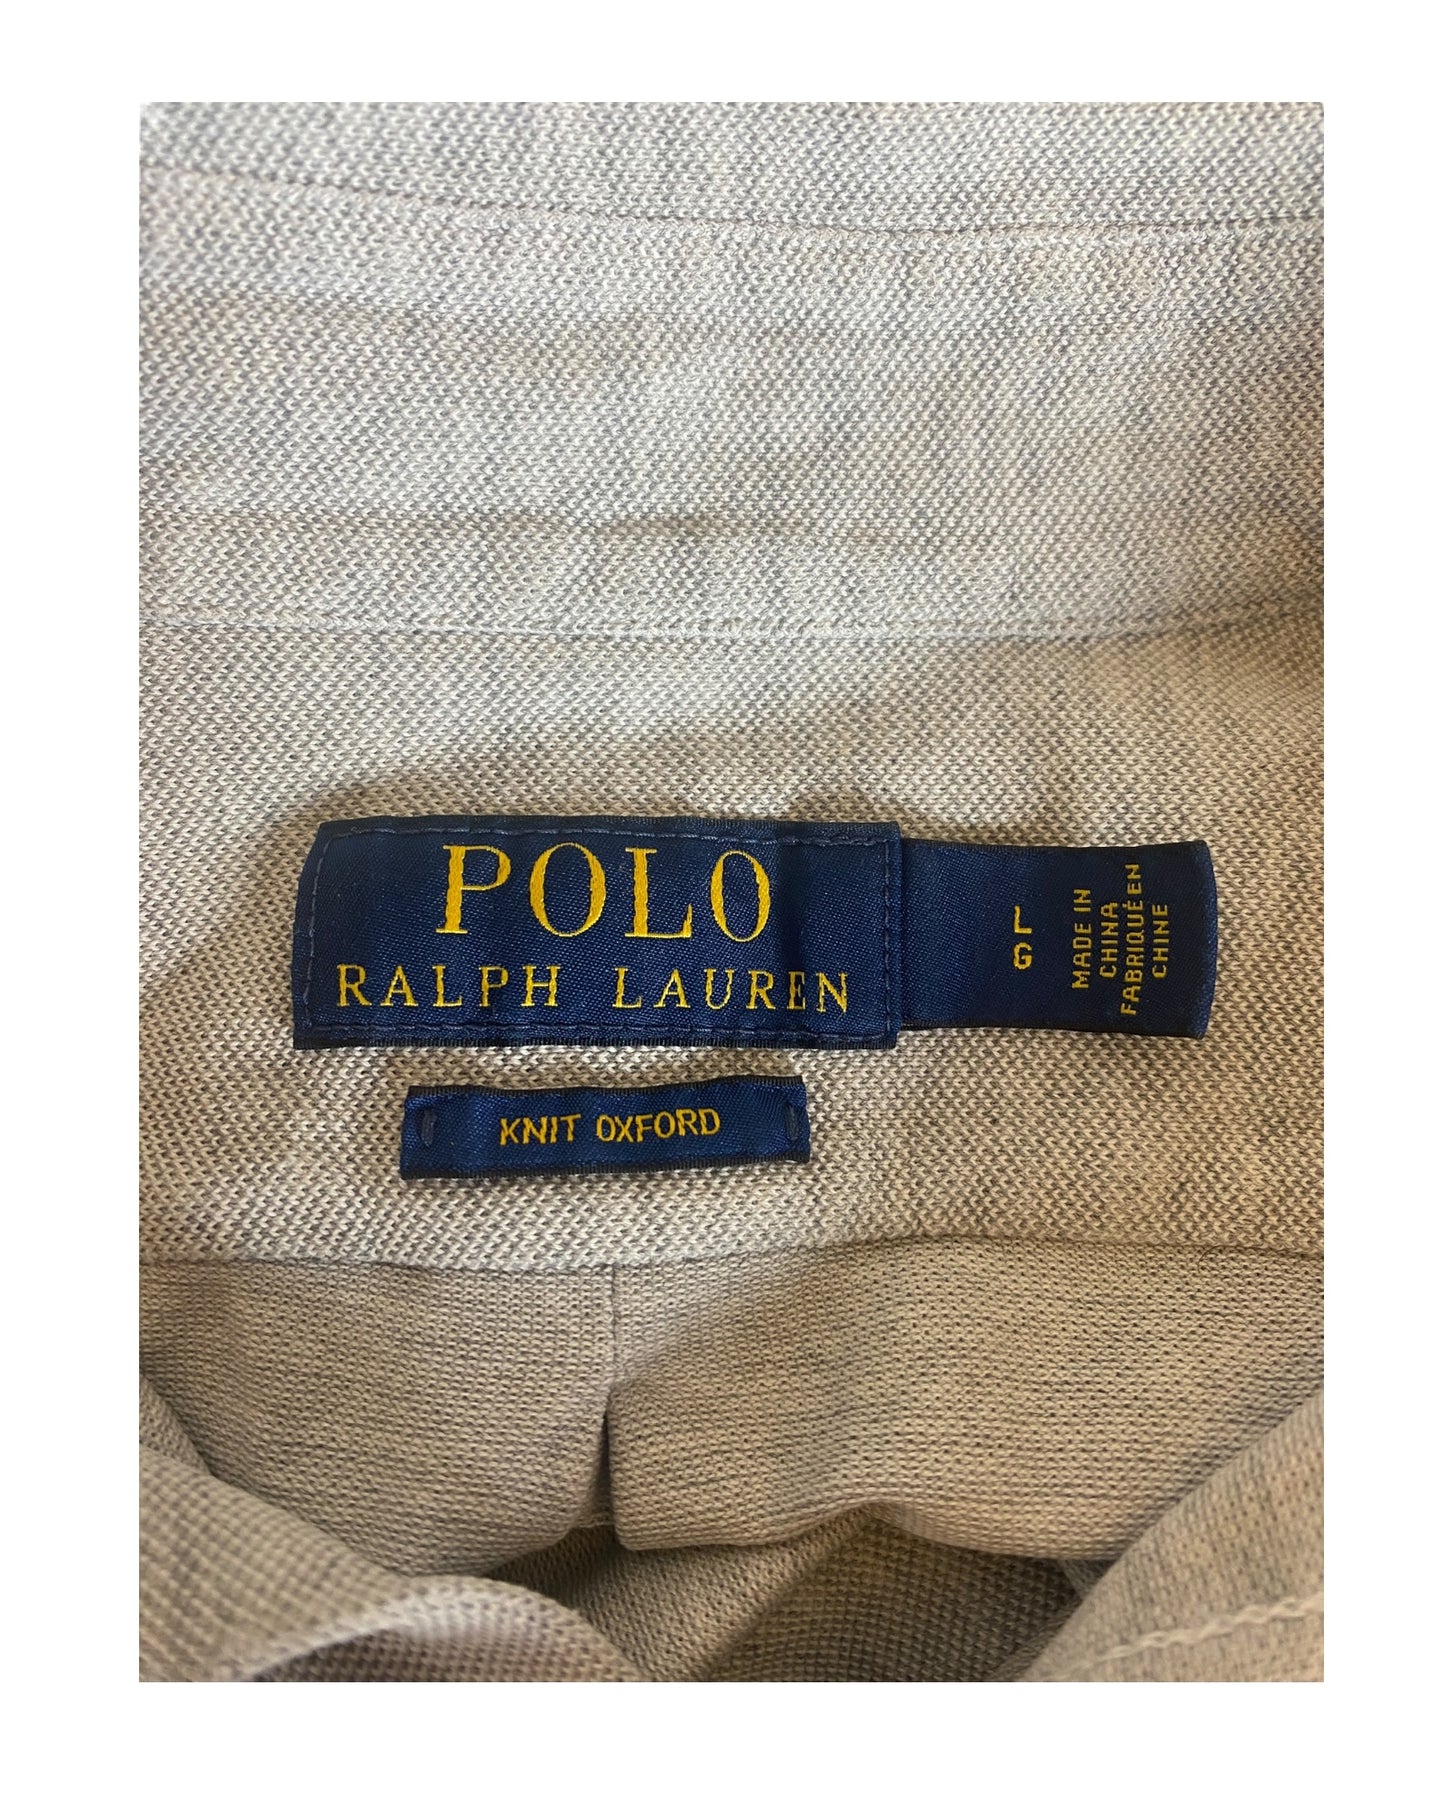 POLO
RALPH LAUREN
L
G
MADE IN
CHINA
FABRIQUÉ EN
CHINE
KNIT OXFORD